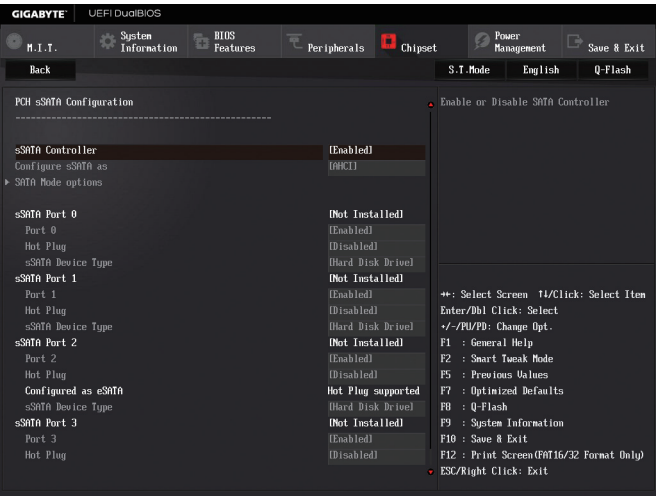 GIGABYTE™ UEFI DualBIOS
M.I.T. System Information BIOS Features Peripherals Chipset Power Management Save & Exit
Back S.T.Mode English Q-Flash
PCH sSATA Configuration
Enable or Disable SATA Controller
sSATA Controller [Enabled]
Configure sSATA as [AHCI]
SATA Mode options
sSATA Port 0 [Not Installed]
Port 0 [Enabled]
Hot Plug [Disabled]
sSATA Device Type [Hard Disk Drive]
sSATA Port 1 [Not Installed]
Port 1 [Enabled]
Hot Plug [Disabled]
sSATA Device Type [Hard Disk Drive]
sSATA Port 2 [Not Installed]
Port 2 [Enabled]
Hot Plug [Disabled]
Configured as eSATA Hot Plug supported
sSATA Device Type [Hard Disk Drive]
sSATA Port 3 [Not Installed]
Port 3 [Enabled]
Hot Plug [Disabled]
→←: Select Screen ↑↓/Click: Select Item
Enter/Dbl Click: Select
+/-/PU/PD: Change Opt.
F1 : General Help
F2 : Smart Tweak Mode
F5 : Previous Values
F7 : Optimized Defaults
F8 : Q-Flash
F9 : System Information
F10 : Save & Exit
F12 : Print Screen(FAT16/32 Format Only)
ESC/Right Click: Exit